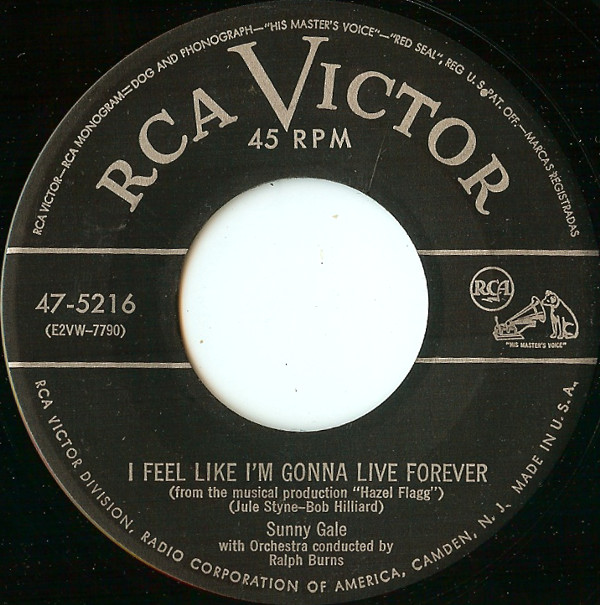 RCA VICTOR—RCA MONOGRAM—DOG AND PHONOGRAPH—"HIS MASTER'S VOICE"—"RED SEAL", REG U.S. PAT. OFF.—MARCAS REGISTRADAS
RCA VICTOR
45 RPM
47-5216
(E2VW-7790)
RCA
"HIS MASTER'S VOICE"
I FEEL LIKE I'M GONNA LIVE FOREVER
(from the musical production "Hazel Flagg")
(Jule Styne-Bob Hilliard)
Sunny Gale
with Orchestra conducted by
Ralph Burns
RCA VICTOR DIVISION, RADIO CORPORATION OF AMERICA, CAMDEN, N. J. MADE IN U.S.A.